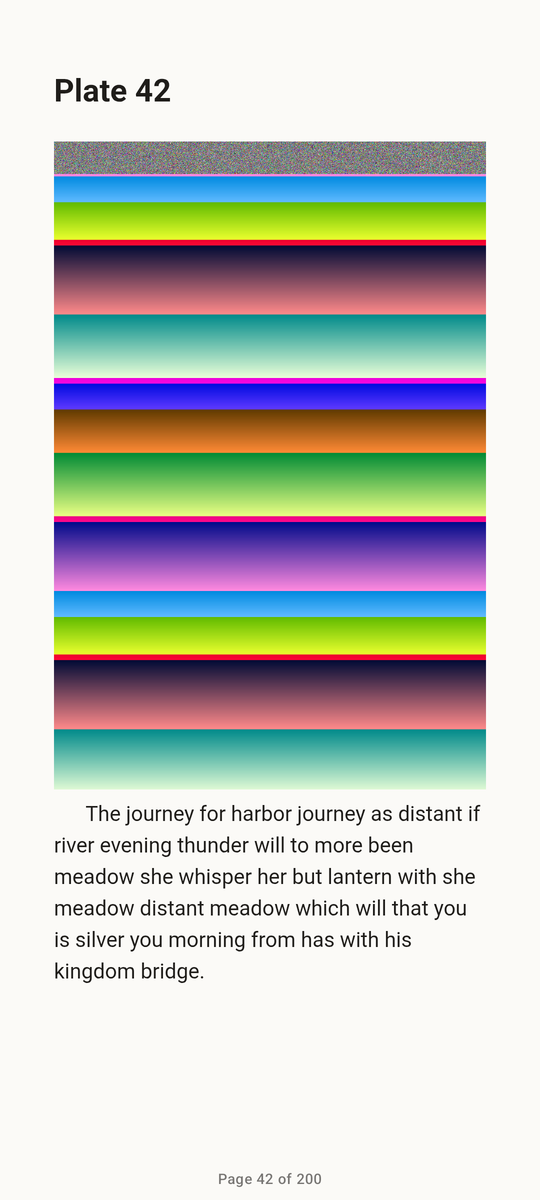 Plate 42
The journey for harbor journey as distant if
river evening thunder will to more been
meadow she whisper her but lantern with she
meadow distant meadow which will that you
is silver you morning from has with his
kingdom bridge.
Page 42 of 200